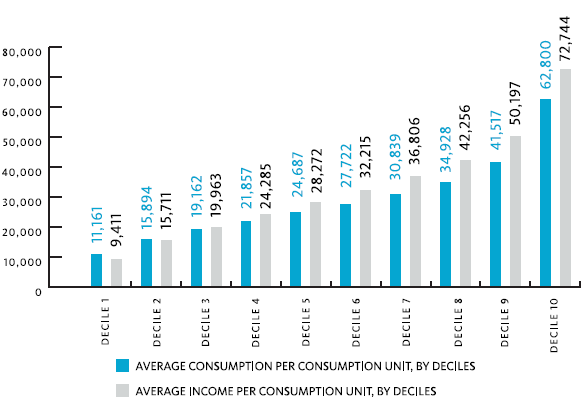 80,000
70,000
60,000
50,000
40,000
30,000
20,000
10,000
0
11,161
9,411
15,894
15,711
19,162
19,963
21,857
24,285
24,687
28,272
27,722
32,215
30,839
36,806
34,928
42,256
41,517
50,197
62,800
72,744
DECILE 1
DECILE 2
DECILE 3
DECILE 4
DECILE 5
DECILE 6
DECILE 7
DECILE 8
DECILE 9
DECILE 10
AVERAGE CONSUMPTION PER CONSUMPTION UNIT, BY DECILES
AVERAGE INCOME PER CONSUMPTION UNIT, BY DECILES